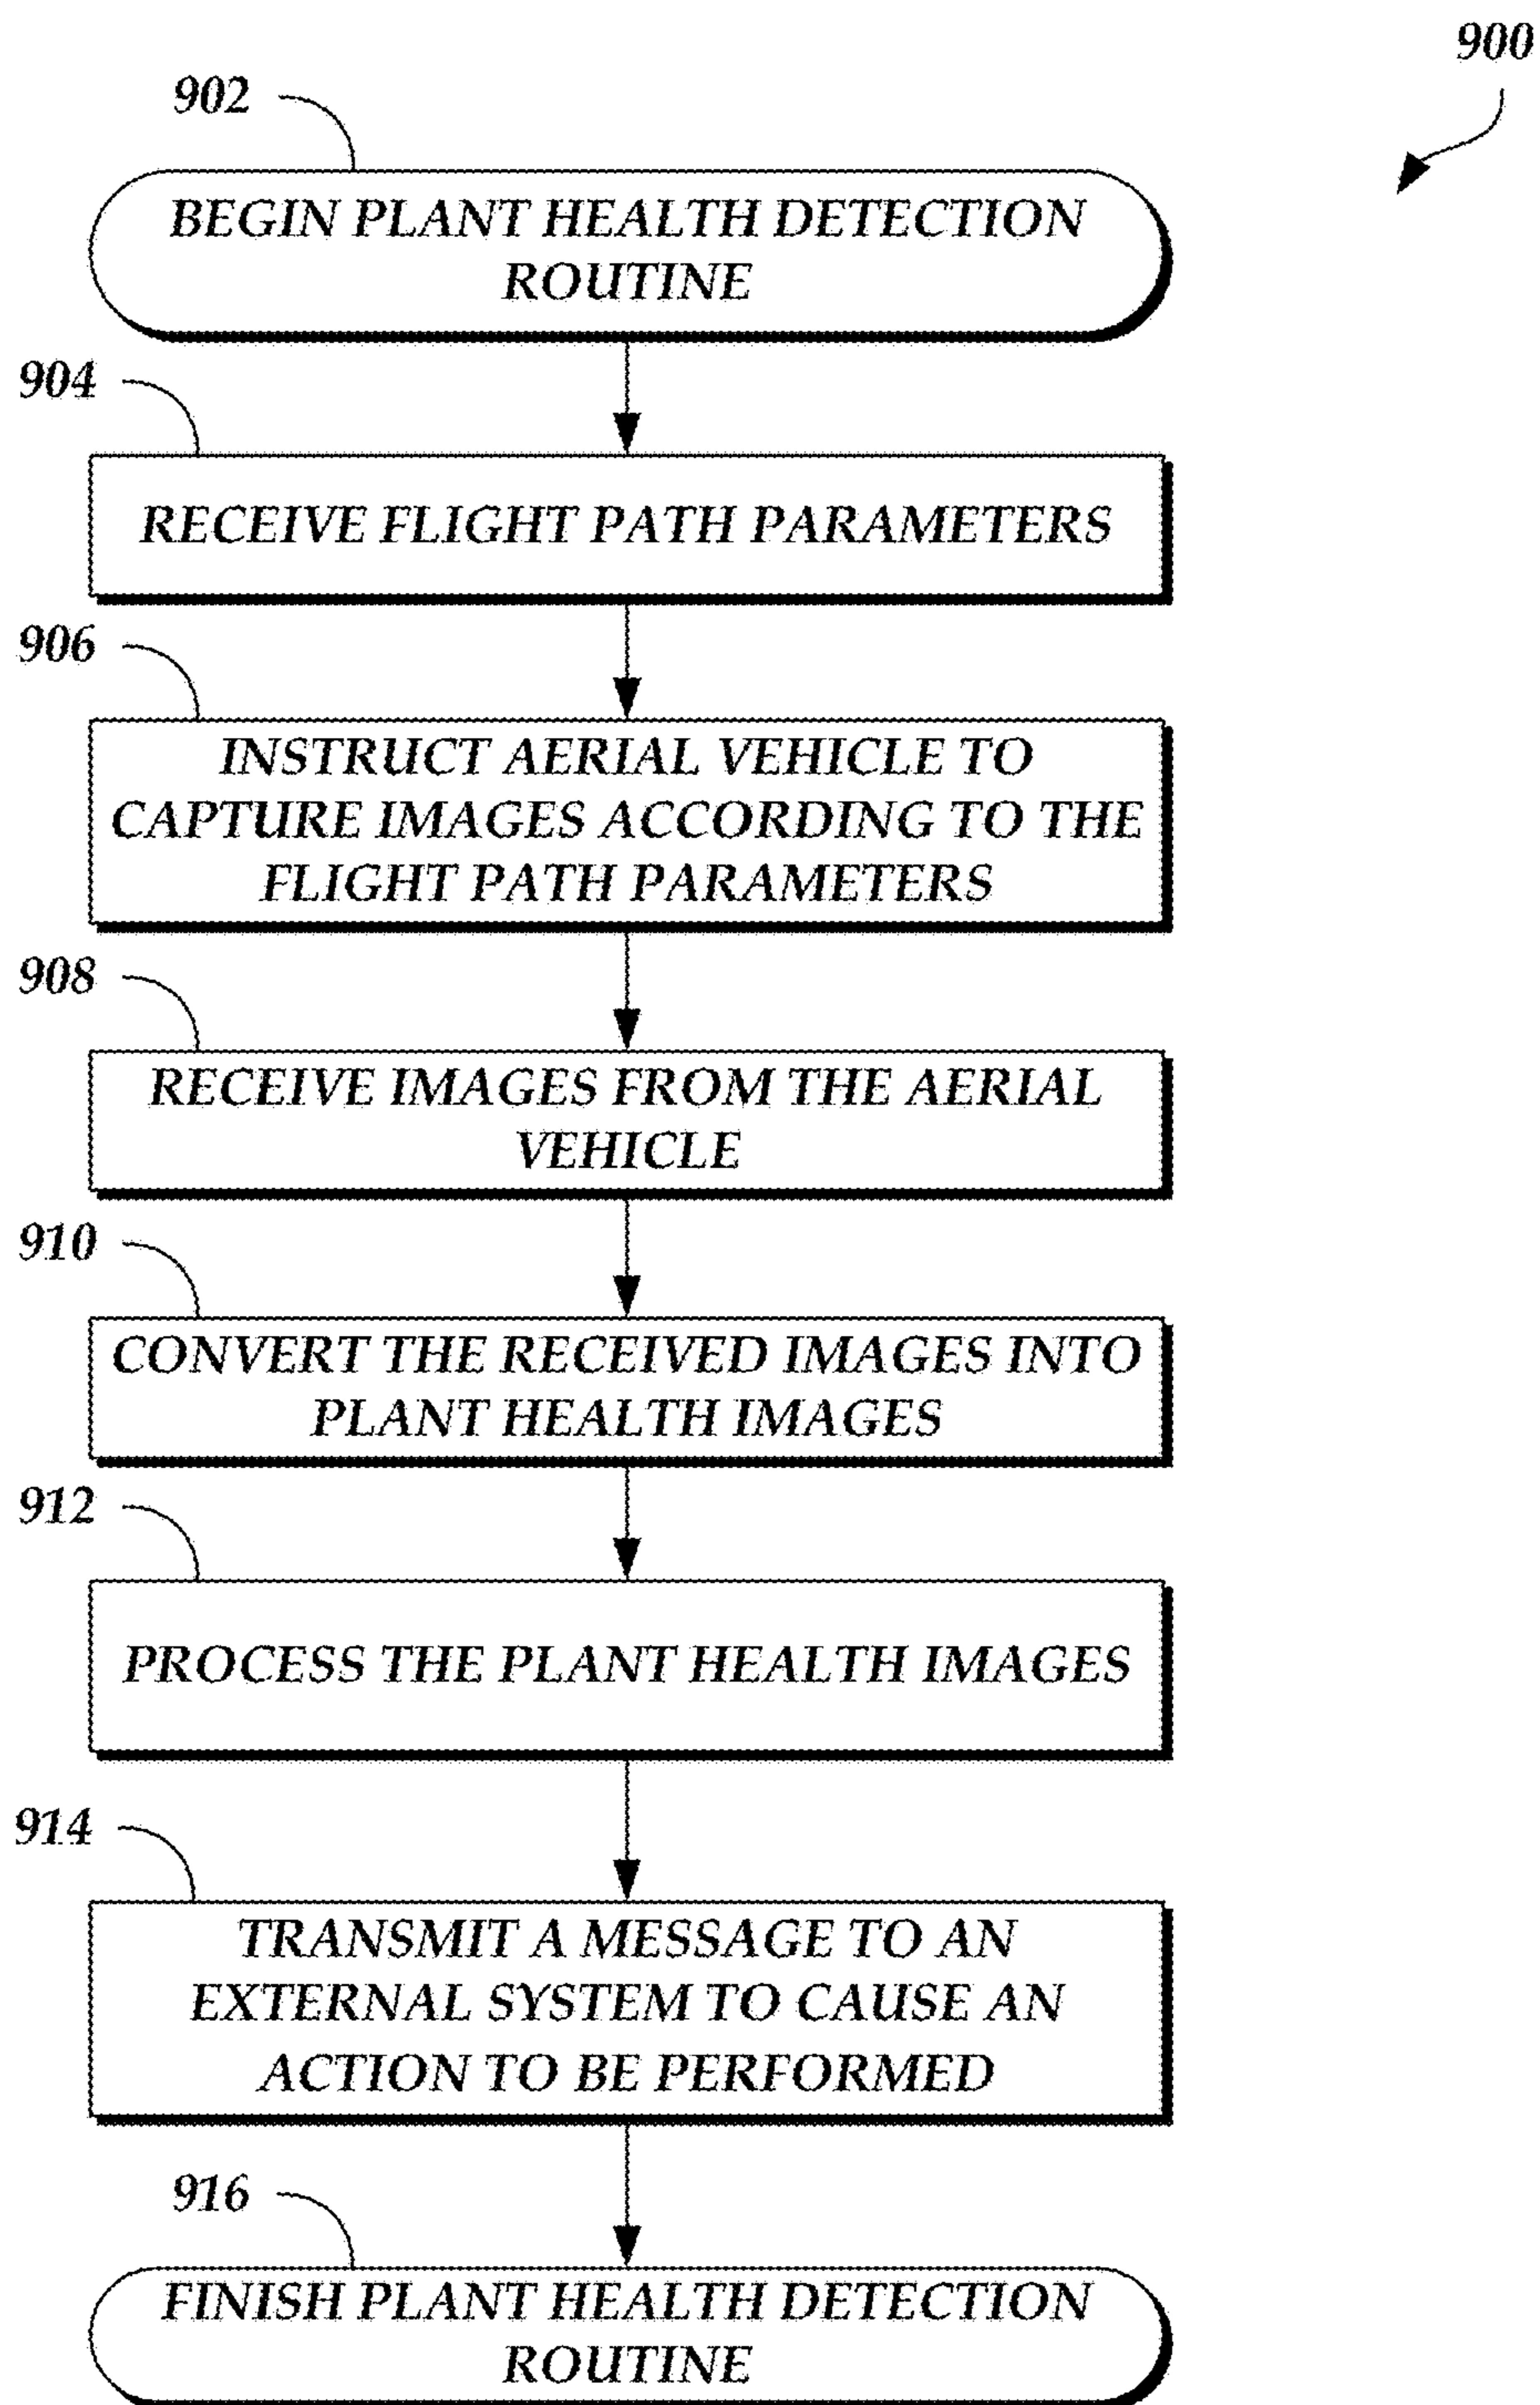 900
902
BEGIN PLANT HEALTH DETECTION
ROUTINE
904
RECEIVE FLIGHT PATH PARAMETERS
906
INSTRUCT AERIAL VEHICLE TO
CAPTURE IMAGES ACCORDING TO THE
FLIGHT PATH PARAMETERS
908
RECEIVE IMAGES FROM THE AERIAL
VEHICLE
910
CONVERT THE RECEIVED IMAGES INTO
PLANT HEALTH IMAGES
912
PROCESS THE PLANT HEALTH IMAGES
914
TRANSMIT A MESSAGE TO AN
EXTERNAL SYSTEM TO CAUSE AN
ACTION TO BE PERFORMED
916
FINISH PLANT HEALTH DETECTION
ROUTINE